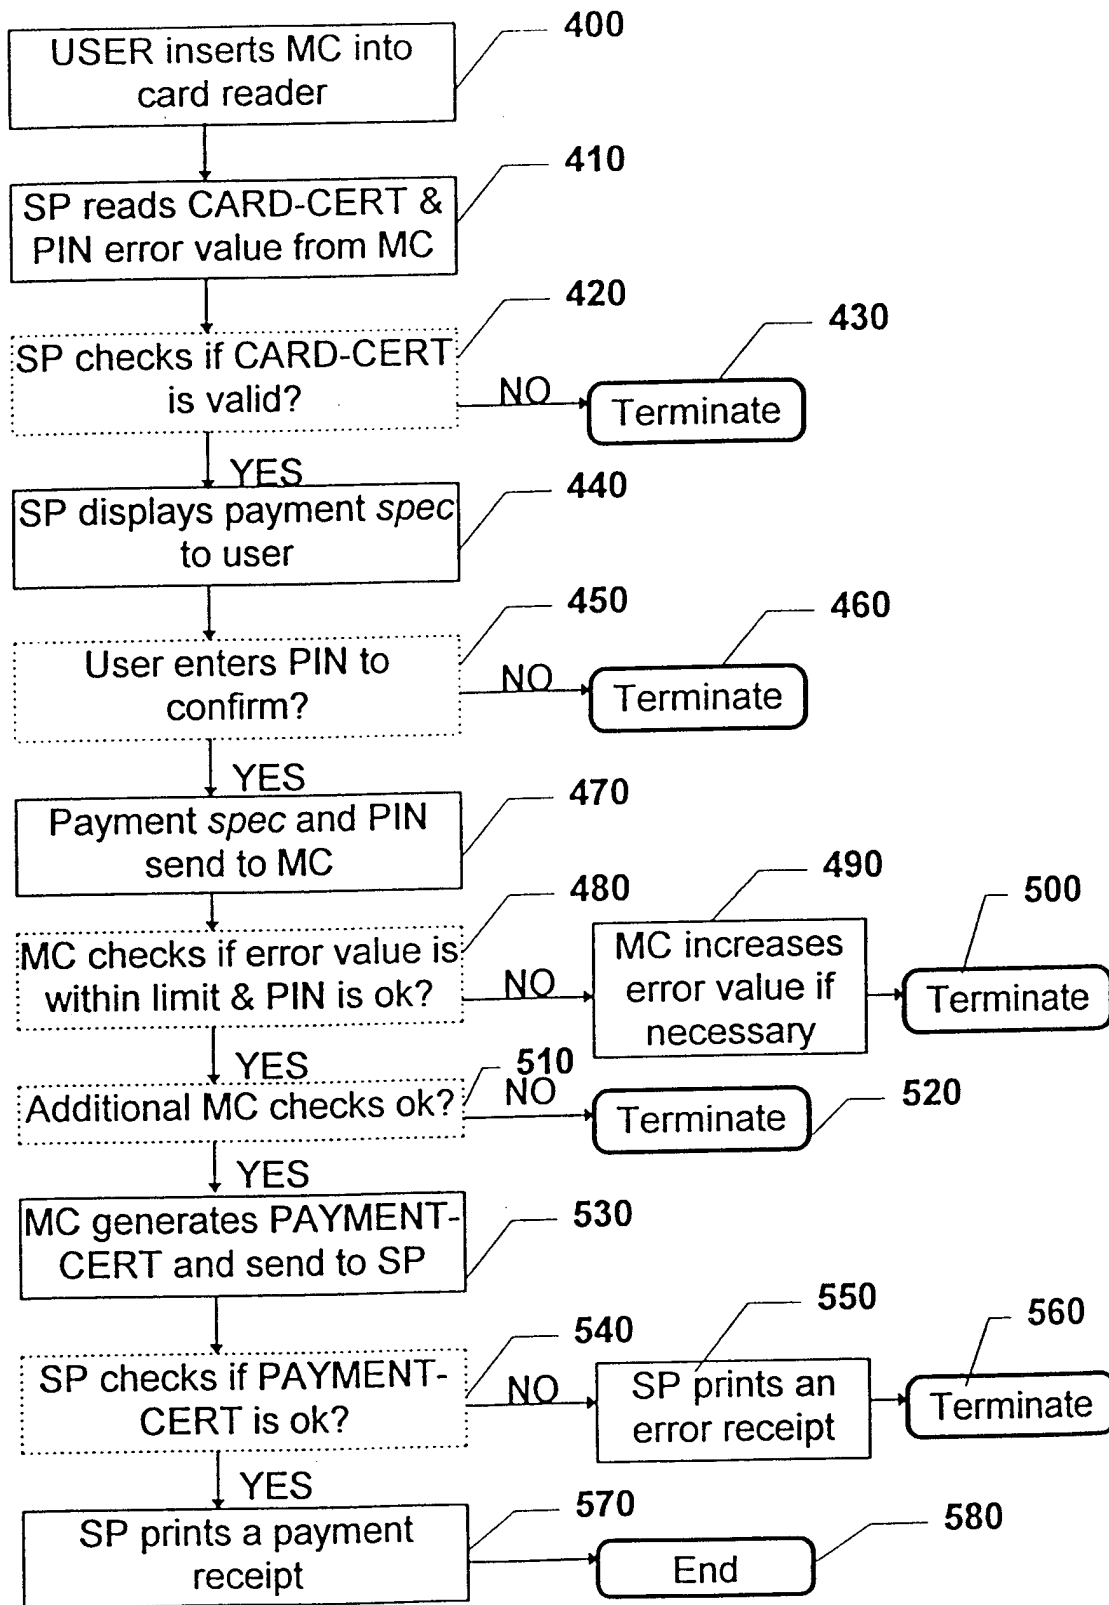 400
USER inserts MC into
card reader
410
SP reads CARD-CERT &
PIN error value from MC
420
SP checks if CARD-CERT
is valid?
NO
430
Terminate
YES
440
SP displays payment spec
to user
450
User enters PIN to
confirm?
NO
460
Terminate
YES
470
Payment spec and PIN
send to MC
480
MC checks if error value is
within limit & PIN is ok?
NO
490
MC increases
error value if
necessary
500
Terminate
YES
510
Additional MC checks ok?
NO
520
Terminate
YES
530
MC generates PAYMENT-
CERT and send to SP
540
SP checks if PAYMENT-
CERT is ok?
NO
550
SP prints an
error receipt
560
Terminate
YES
570
SP prints a payment
receipt
580
End